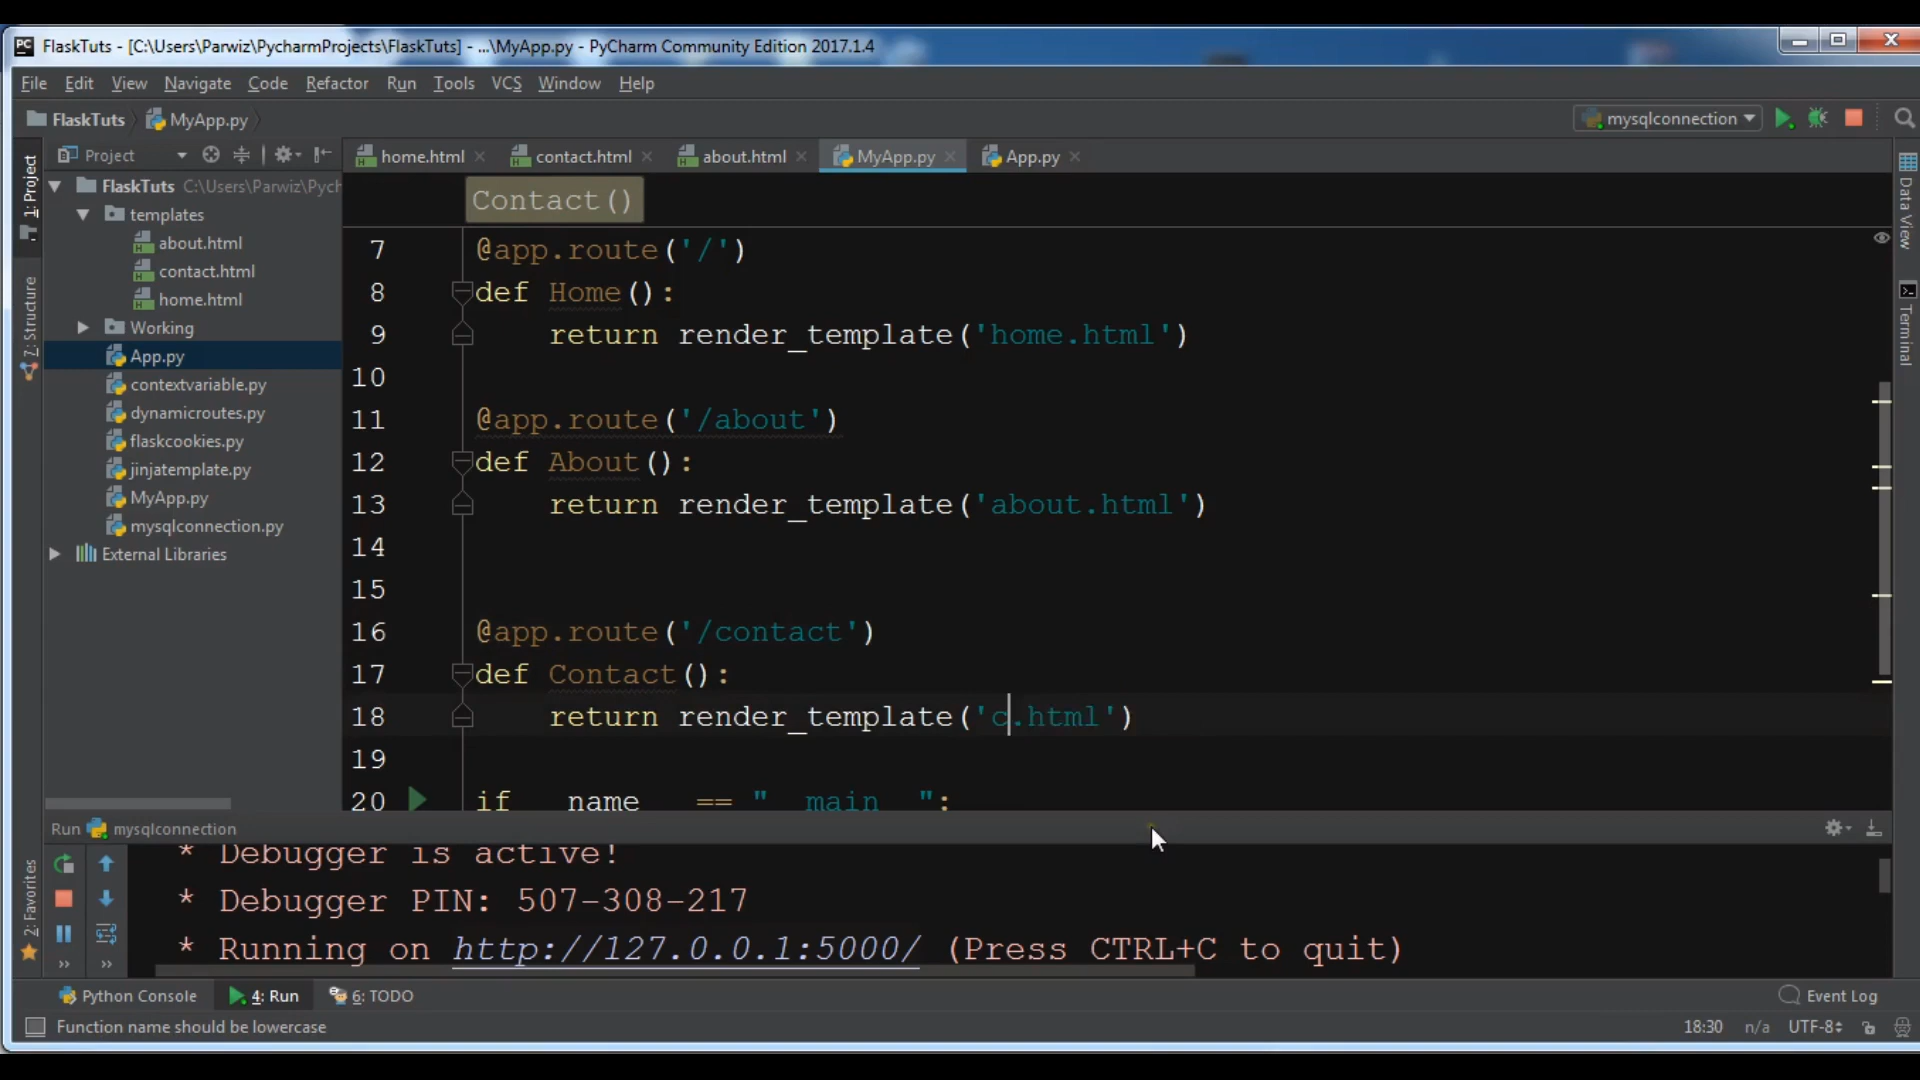 FlaskTuts - [C:\Users\Parwiz\PycharmProjects\FlaskTuts] - ...\MyApp.py - PyCharm Community Edition 2017.1.4
File Edit View Navigate Code Refactor Run Tools VCS Window Help
FlaskTuts MyApp.py mysqlconnection
Project home.html contact.html about.html MyApp.py App.py
1: Project
7: Structure
2: Favorites
FlaskTuts C:\Users\Parwiz\Pych
templates
about.html
contact.html
home.html
Working
App.py
contextvariable.py
dynamicroutes.py
flaskcookies.py
jinjatemplate.py
MyApp.py
mysqlconnection.py
External Libraries
Contact()
7 @app.route('/')
8 def Home():
9 return render_template('home.html')
10
11 @app.route('/about')
12 def About():
13 return render_template('about.html')
14
15
16 @app.route('/contact')
17 def Contact():
18 return render_template('c.html')
19
20 if __name__ == "__main__":
Data View
Terminal
Run mysqlconnection
* Debugger is active!
* Debugger PIN: 507-308-217
* Running on http://127.0.0.1:5000/ (Press CTRL+C to quit)
Python Console 4: Run 6: TODO Event Log
Function name should be lowercase 18:30 n/a UTF-8